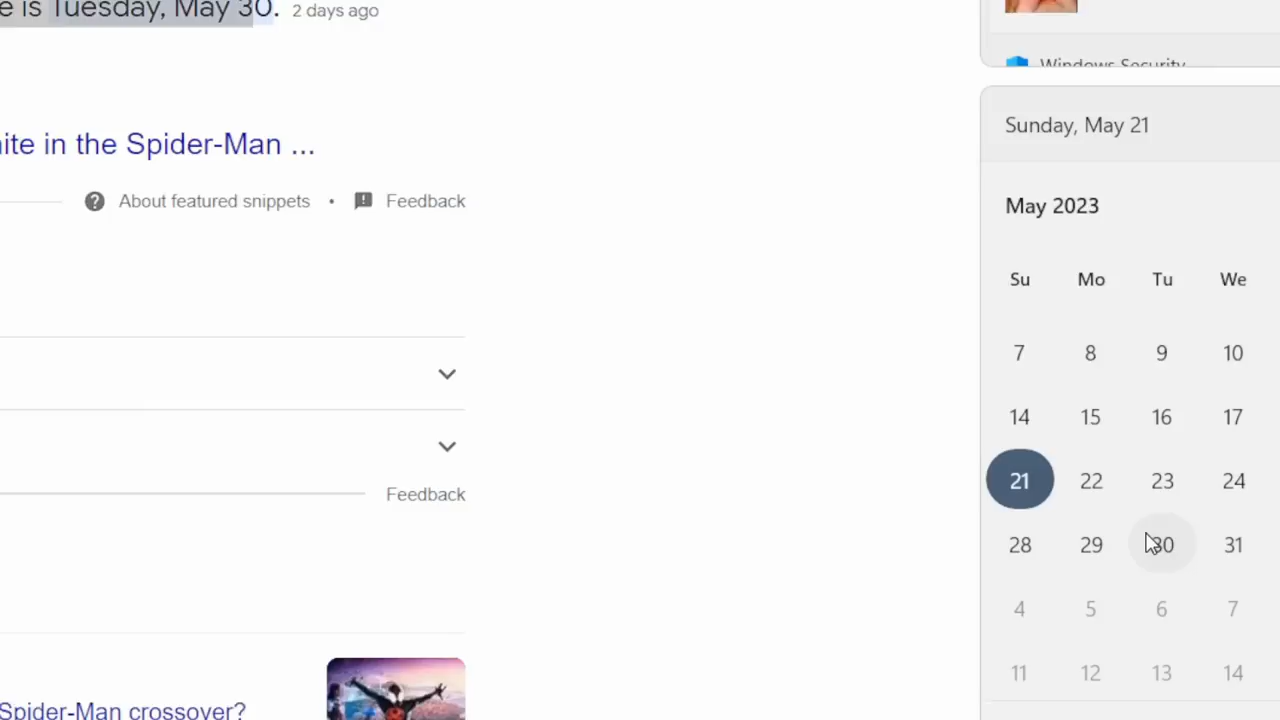 e is Tuesday, May 30. 2 days ago
ite in the Spider-Man ...
About featured snippets • Feedback
Feedback
Spider-Man crossover?
Windows Security
Sunday, May 21
May 2023
Su Mo Tu We
7 8 9 10
14 15 16 17
21 22 23 24
28 29 30 31
4 5 6 7
11 12 13 14